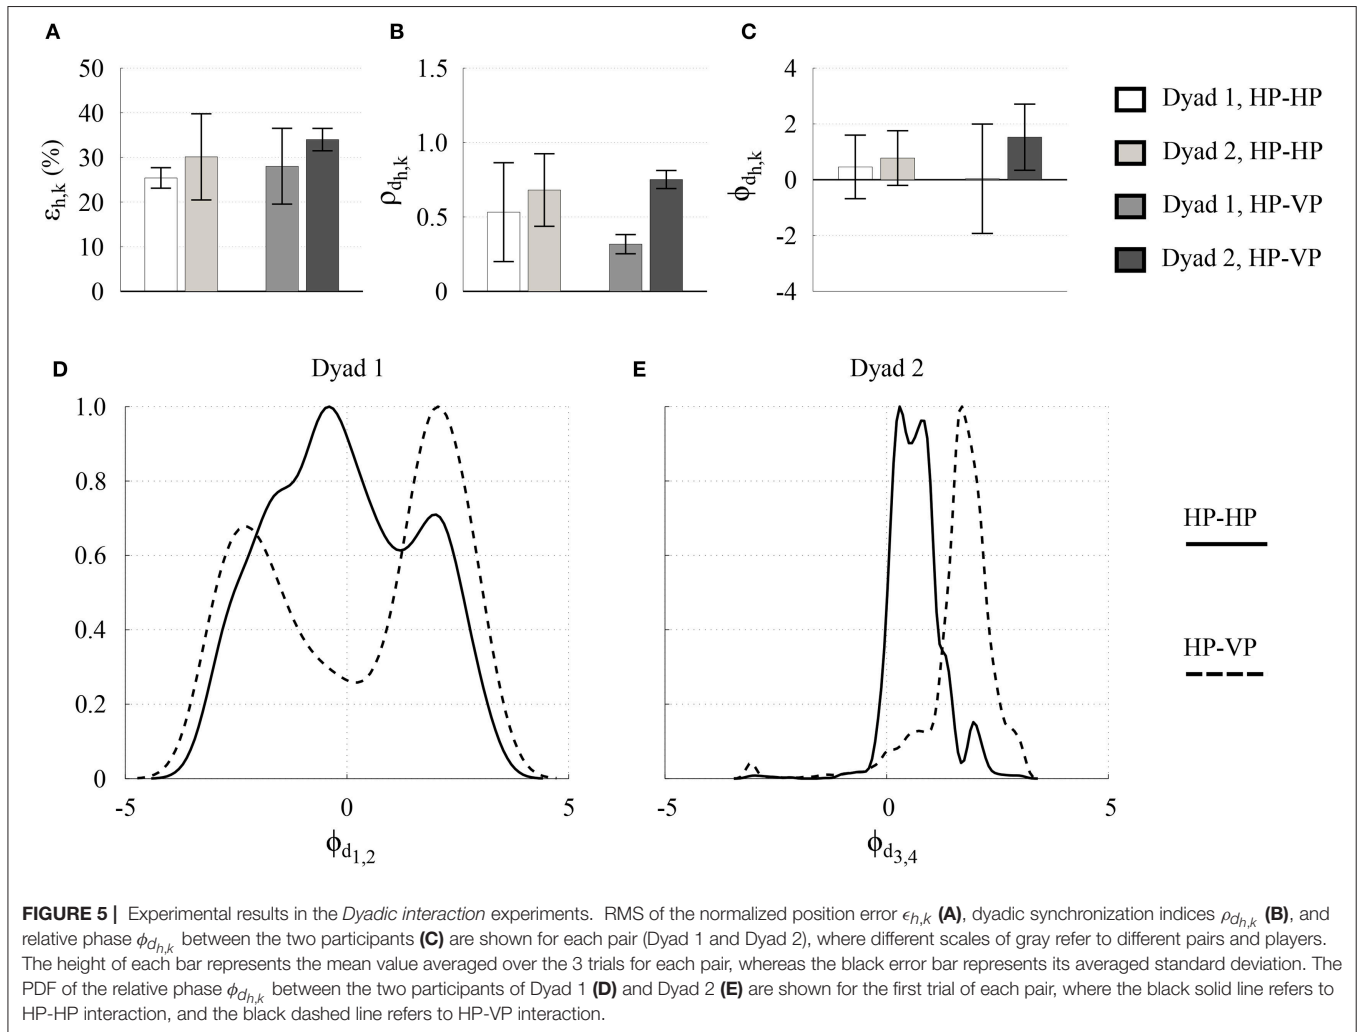 A
B
C
50
40
30
20
10
0
ε_h,k (%)
1.5
1.0
0.5
0
ρ_d_h,k
4
2
0
-2
-4
ϕ_d_h,k
Dyad 1, HP-HP
Dyad 2, HP-HP
Dyad 1, HP-VP
Dyad 2, HP-VP
D
Dyad 1
E
Dyad 2
1.0
0.8
0.6
0.4
0.2
0
-5
0
5
-5
0
5
ϕ_d_1,2
ϕ_d_3,4
HP-HP
HP-VP
FIGURE 5 | Experimental results in the Dyadic interaction experiments. RMS of the normalized position error ϵ_h,k (A), dyadic synchronization indices ρ_d_h,k (B), and
relative phase ϕ_d_h,k between the two participants (C) are shown for each pair (Dyad 1 and Dyad 2), where different scales of gray refer to different pairs and players.
The height of each bar represents the mean value averaged over the 3 trials for each pair, whereas the black error bar represents its averaged standard deviation. The
PDF of the relative phase ϕ_d_h,k between the two participants of Dyad 1 (D) and Dyad 2 (E) are shown for the first trial of each pair, where the black solid line refers to
HP-HP interaction, and the black dashed line refers to HP-VP interaction.